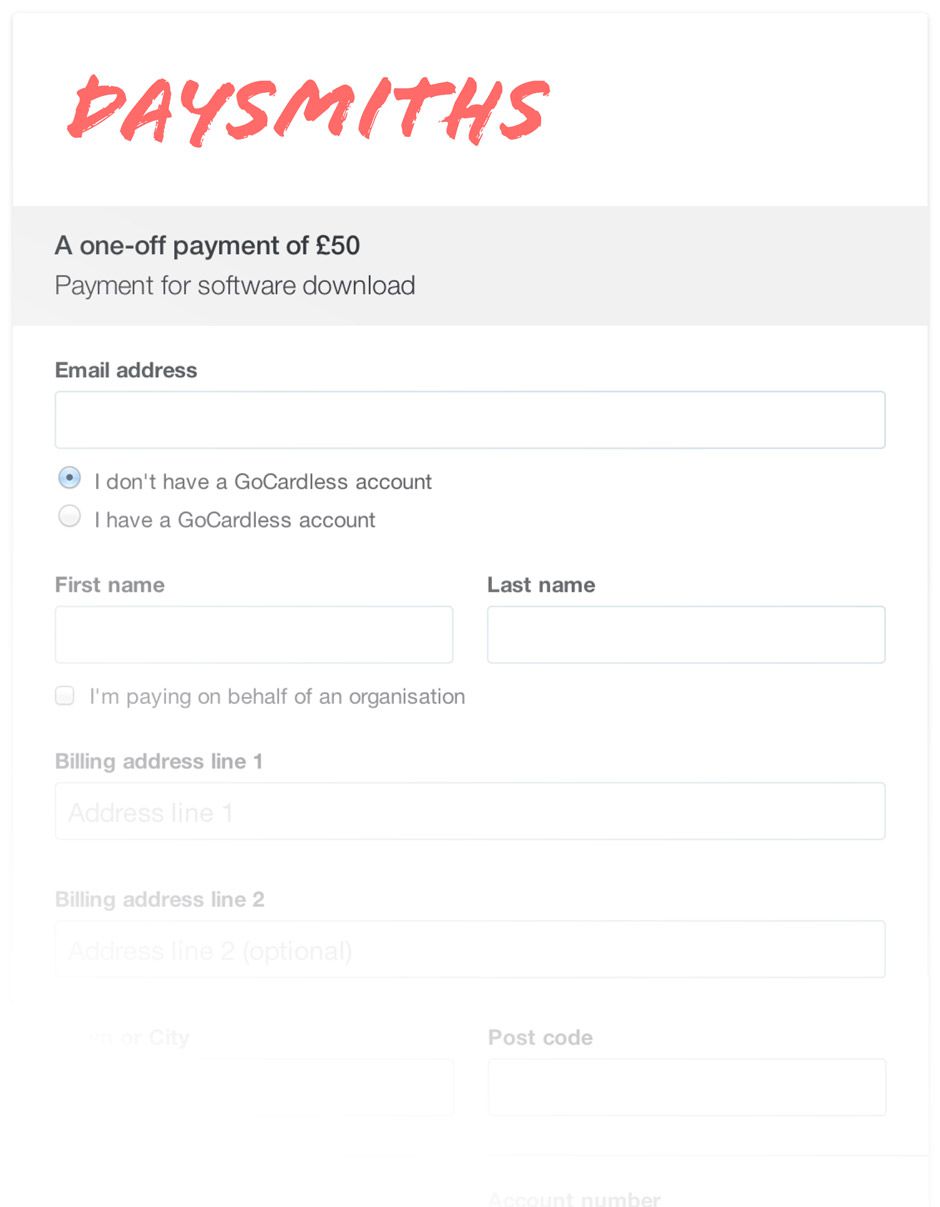 DAYSMITHS
A one-off payment of £50
Payment for software download
Email address
I don't have a GoCardless account
I have a GoCardless account
First name Last name
I'm paying on behalf of an organisation
Billing address line 1
Address line 1
Billing address line 2
Address line 2 (optional)
or City Post code
Account number